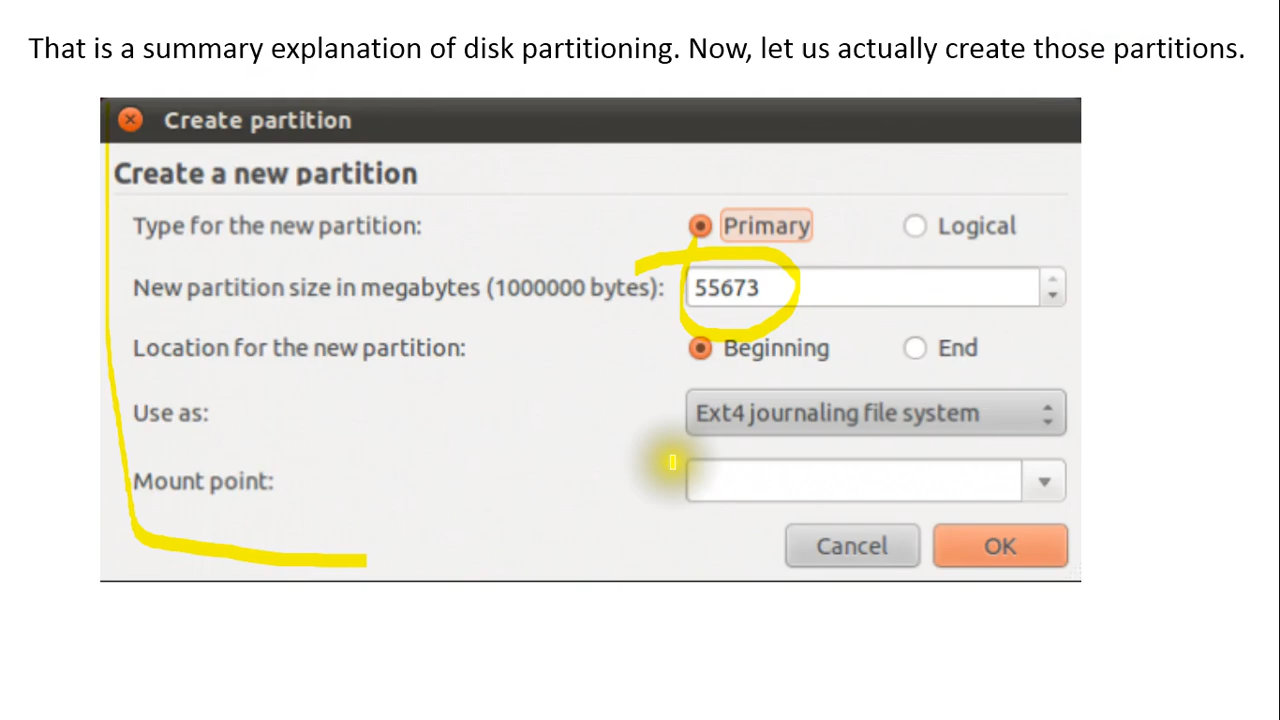 That is a summary explanation of disk partitioning. Now, let us actually create those partitions.
Create partition
Create a new partition
Type for the new partition: Primary Logical
New partition size in megabytes (1000000 bytes): 55673
Location for the new partition: Beginning End
Use as: Ext4 journaling file system
Mount point:
Cancel OK